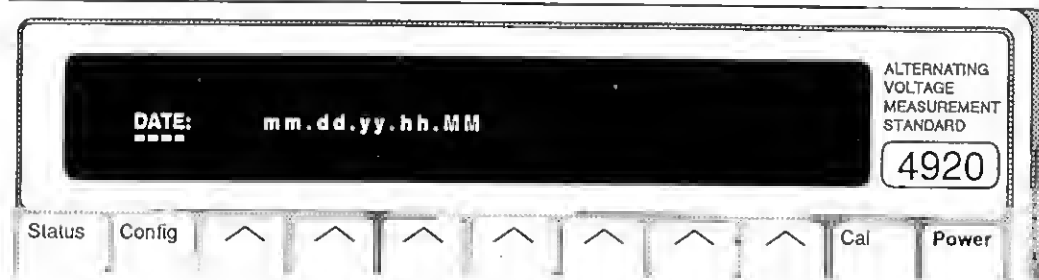 DATE: mm.dd.yy.hh.MM
ALTERNATING
VOLTAGE
MEASUREMENT
STANDARD
4920
Status Config Cal Power